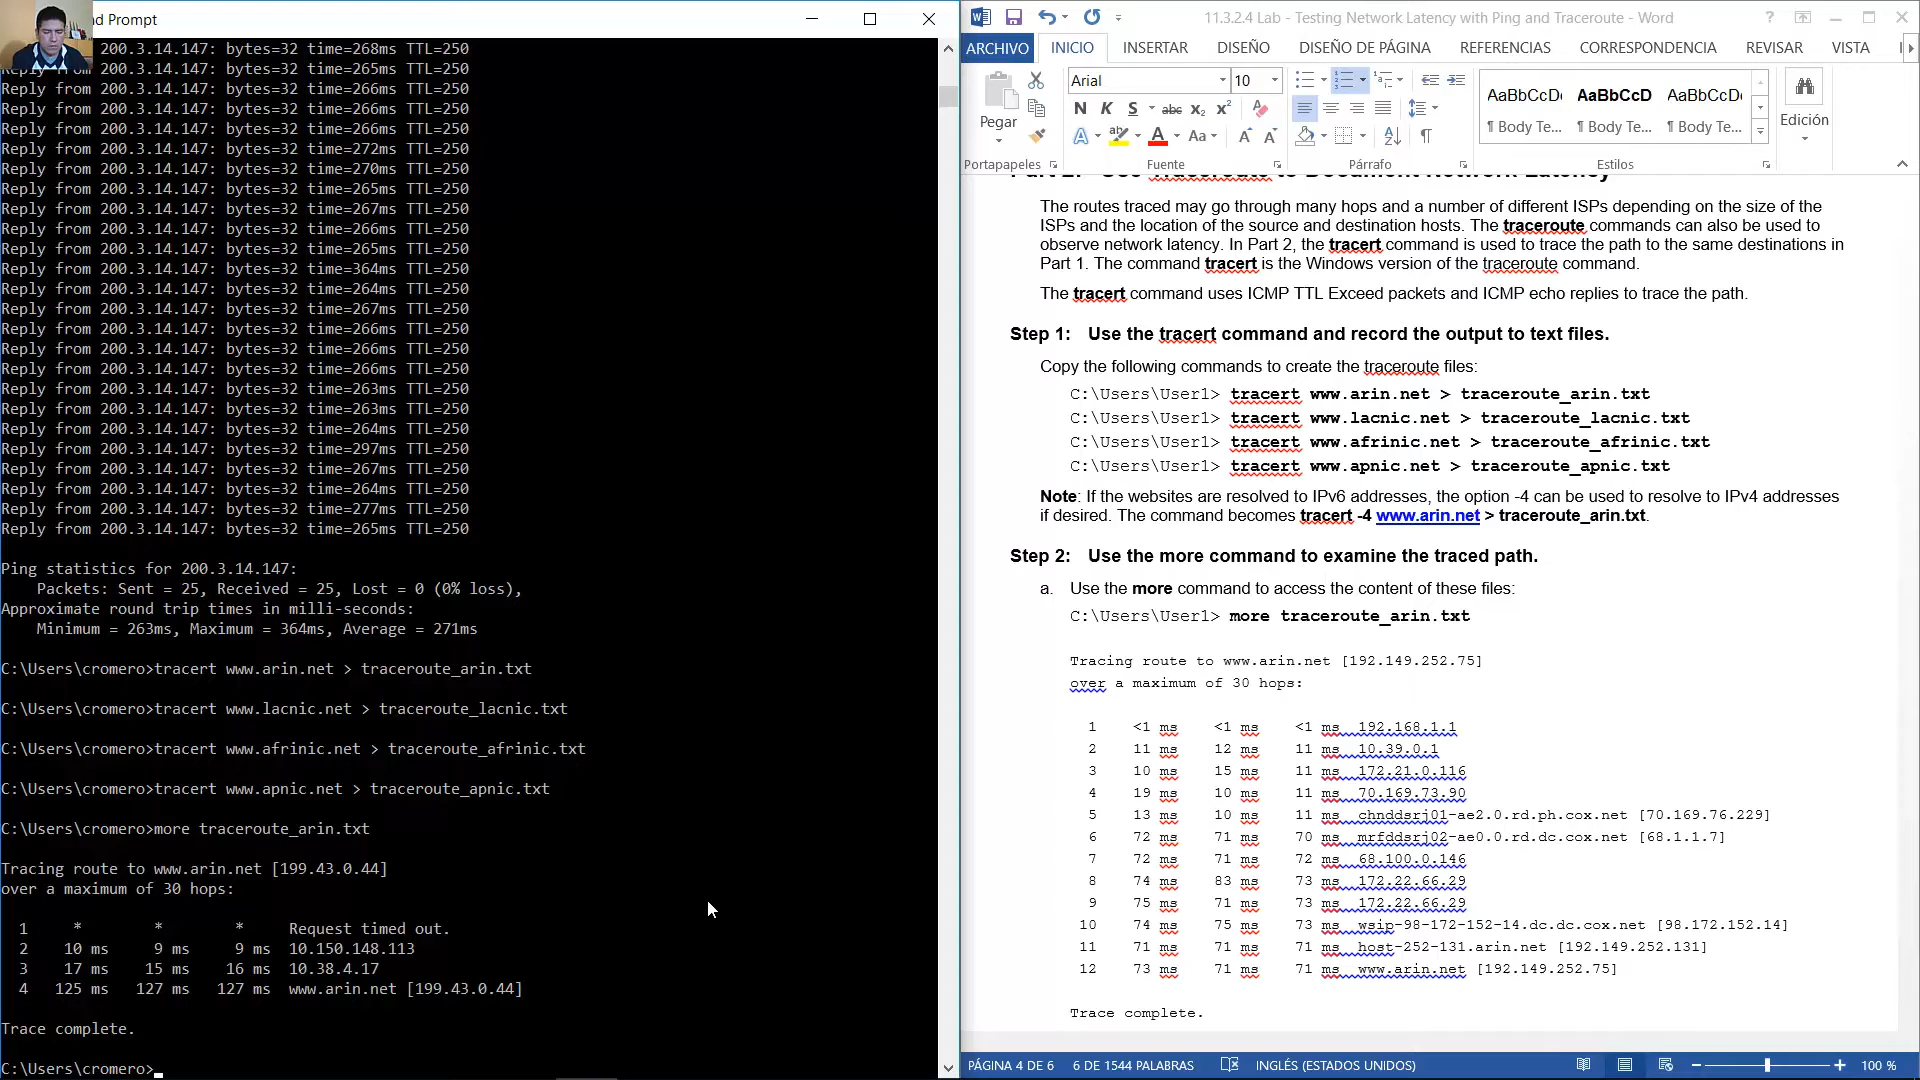 nd Prompt
200.3.14.147: bytes=32 time=268ms TTL=250
200.3.14.147: bytes=32 time=265ms TTL=250
Reply from 200.3.14.147: bytes=32 time=266ms TTL=250
Reply from 200.3.14.147: bytes=32 time=266ms TTL=250
Reply from 200.3.14.147: bytes=32 time=266ms TTL=250
Reply from 200.3.14.147: bytes=32 time=272ms TTL=250
Reply from 200.3.14.147: bytes=32 time=270ms TTL=250
Reply from 200.3.14.147: bytes=32 time=265ms TTL=250
Reply from 200.3.14.147: bytes=32 time=267ms TTL=250
Reply from 200.3.14.147: bytes=32 time=266ms TTL=250
Reply from 200.3.14.147: bytes=32 time=265ms TTL=250
Reply from 200.3.14.147: bytes=32 time=364ms TTL=250
Reply from 200.3.14.147: bytes=32 time=264ms TTL=250
Reply from 200.3.14.147: bytes=32 time=267ms TTL=250
Reply from 200.3.14.147: bytes=32 time=266ms TTL=250
Reply from 200.3.14.147: bytes=32 time=266ms TTL=250
Reply from 200.3.14.147: bytes=32 time=266ms TTL=250
Reply from 200.3.14.147: bytes=32 time=263ms TTL=250
Reply from 200.3.14.147: bytes=32 time=263ms TTL=250
Reply from 200.3.14.147: bytes=32 time=264ms TTL=250
Reply from 200.3.14.147: bytes=32 time=297ms TTL=250
Reply from 200.3.14.147: bytes=32 time=267ms TTL=250
Reply from 200.3.14.147: bytes=32 time=264ms TTL=250
Reply from 200.3.14.147: bytes=32 time=277ms TTL=250
Reply from 200.3.14.147: bytes=32 time=265ms TTL=250
Ping statistics for 200.3.14.147:
Packets: Sent = 25, Received = 25, Lost = 0 (0% loss),
Approximate round trip times in milli-seconds:
Minimum = 263ms, Maximum = 364ms, Average = 271ms
C:\Users\cromero>tracert www.arin.net > traceroute_arin.txt
C:\Users\cromero>tracert www.lacnic.net > traceroute_lacnic.txt
C:\Users\cromero>tracert www.afrinic.net > traceroute_afrinic.txt
C:\Users\cromero>tracert www.apnic.net > traceroute_apnic.txt
C:\Users\cromero>more traceroute_arin.txt
Tracing route to www.arin.net [199.43.0.44]
over a maximum of 30 hops:
1 * * * Request timed out.
2 10 ms 9 ms 9 ms 10.150.148.113
3 17 ms 15 ms 16 ms 10.38.4.17
4 125 ms 127 ms 127 ms www.arin.net [199.43.0.44]
Trace complete.
C:\Users\cromero>
11.3.2.4 Lab - Testing Network Latency with Ping and Traceroute - Word
ARCHIVO INICIO INSERTAR DISEÑO DISEÑO DE PÁGINA REFERENCIAS CORRESPONDENCIA REVISAR VISTA
Arial 10
Pegar
N K S abc X₂ X² 
A ab A Aa A A
AaBbCcDc AaBbCcD AaBbCcDc
¶ Body Te... ¶ Body Te... ¶ Body Te...
Edición
Portapapeles Fuente Párrafo Estilos
Part 2: Use Traceroute to Document Network Latency
The routes traced may go through many hops and a number of different ISPs depending on the size of the
ISPs and the location of the source and destination hosts. The traceroute commands can also be used to
observe network latency. In Part 2, the tracert command is used to trace the path to the same destinations in
Part 1. The command tracert is the Windows version of the traceroute command.
The tracert command uses ICMP TTL Exceed packets and ICMP echo replies to trace the path.
Step 1: Use the tracert command and record the output to text files.
Copy the following commands to create the traceroute files:
C:\Users\User1> tracert www.arin.net > traceroute_arin.txt
C:\Users\User1> tracert www.lacnic.net > traceroute_lacnic.txt
C:\Users\User1> tracert www.afrinic.net > traceroute_afrinic.txt
C:\Users\User1> tracert www.apnic.net > traceroute_apnic.txt
Note: If the websites are resolved to IPv6 addresses, the option -4 can be used to resolve to IPv4 addresses
if desired. The command becomes tracert -4 www.arin.net > traceroute_arin.txt.
Step 2: Use the more command to examine the traced path.
a. Use the more command to access the content of these files:
C:\Users\User1> more traceroute_arin.txt
Tracing route to www.arin.net [192.149.252.75]
over a maximum of 30 hops:
1 <1 ms <1 ms <1 ms 192.168.1.1
2 11 ms 12 ms 11 ms 10.39.0.1
3 10 ms 15 ms 11 ms 172.21.0.116
4 19 ms 10 ms 11 ms 70.169.73.90
5 13 ms 10 ms 11 ms chnddsrj01-ae2.0.rd.ph.cox.net [70.169.76.229]
6 72 ms 71 ms 70 ms mrfddsrj02-ae0.0.rd.dc.cox.net [68.1.1.7]
7 72 ms 71 ms 72 ms 68.100.0.146
8 74 ms 83 ms 73 ms 172.22.66.29
9 75 ms 71 ms 73 ms 172.22.66.29
10 74 ms 75 ms 73 ms wsip-98-172-152-14.dc.dc.cox.net [98.172.152.14]
11 71 ms 71 ms 71 ms host-252-131.arin.net [192.149.252.131]
12 73 ms 71 ms 71 ms www.arin.net [192.149.252.75]
Trace complete.
PÁGINA 4 DE 6 6 DE 1544 PALABRAS INGLÉS (ESTADOS UNIDOS) 100 %